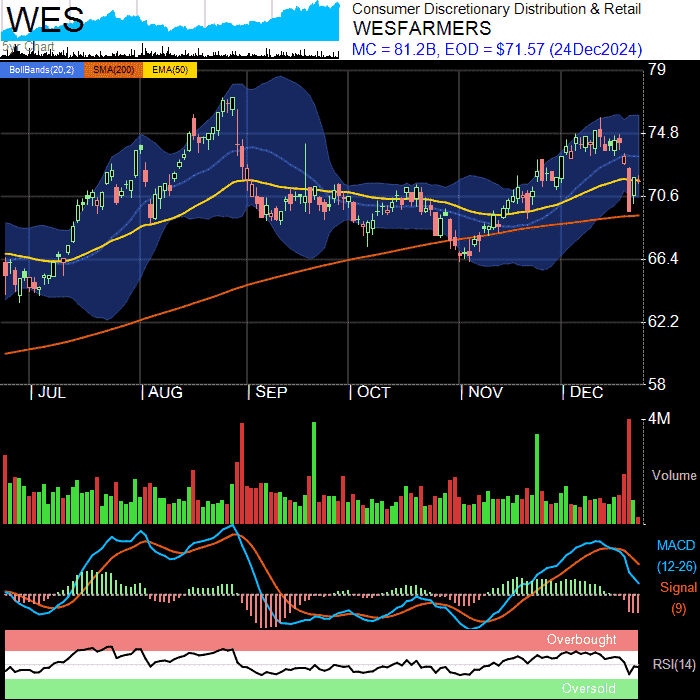 WES
5yr Chart
Consumer Discretionary Distribution & Retail
WESFARMERS
MC = 81.2B, EOD = $71.57 (24Dec2024)
BollBands(20,2) SMA(200) EMA(50)
79
74.8
70.6
66.4
62.2
58
JUL AUG SEP OCT NOV DEC
4M
Volume
MACD
(12-26)
Signal
(9)
Overbought
RSI(14)
Oversold